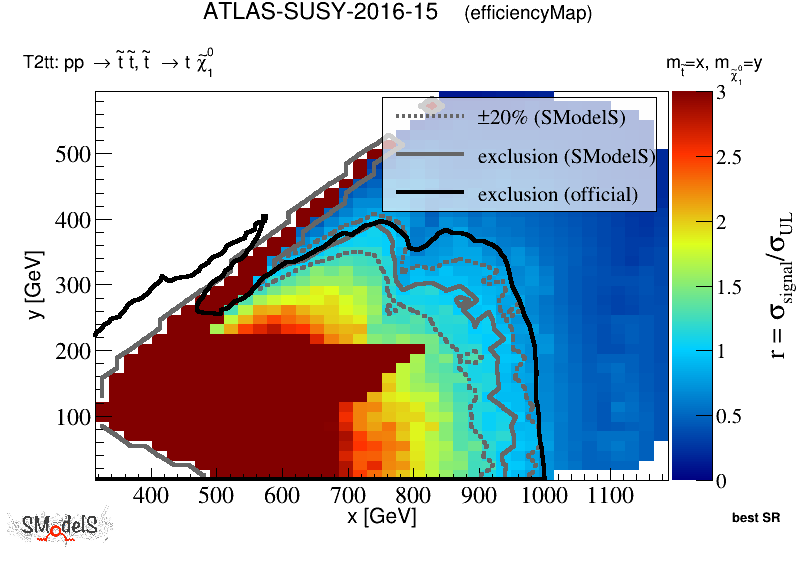 ATLAS-SUSY-2016-15 (efficiencyMap)
T2tt: pp → t̃ t̃, t̃ → t χ̃⁰₁
m_t̃=x, m_χ̃⁰₁=y
±20% (SModelS)
exclusion (SModelS)
exclusion (official)
500
400
300
200
100
y [GeV]
400 500 600 700 800 900 1000 1100
x [GeV]
3
2.5
2
1.5
1
0.5
0
r = σ_signal/σ_UL
SModelS
best SR